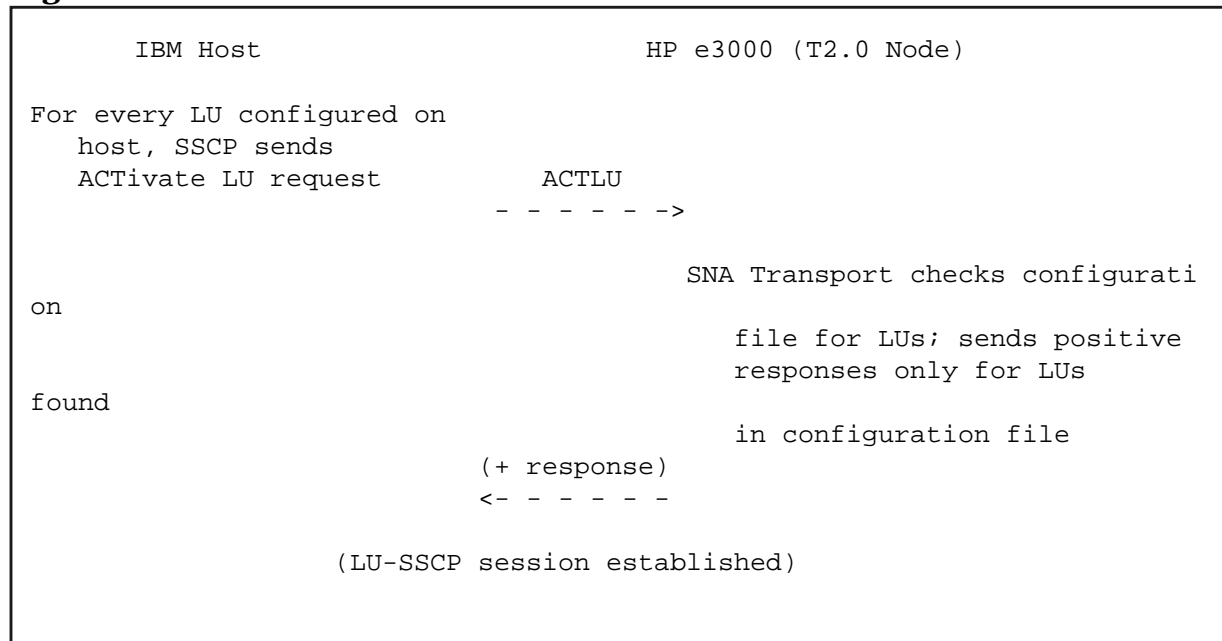 IBM Host HP e3000 (T2.0 Node)
For every LU configured on
host, SSCP sends
ACTivate LU request ACTLU
- - - - - ->
SNA Transport checks configurati
on
file for LUs; sends positive
responses only for LUs
found
in configuration file
(+ response)
<- - - - - -
(LU-SSCP session established)